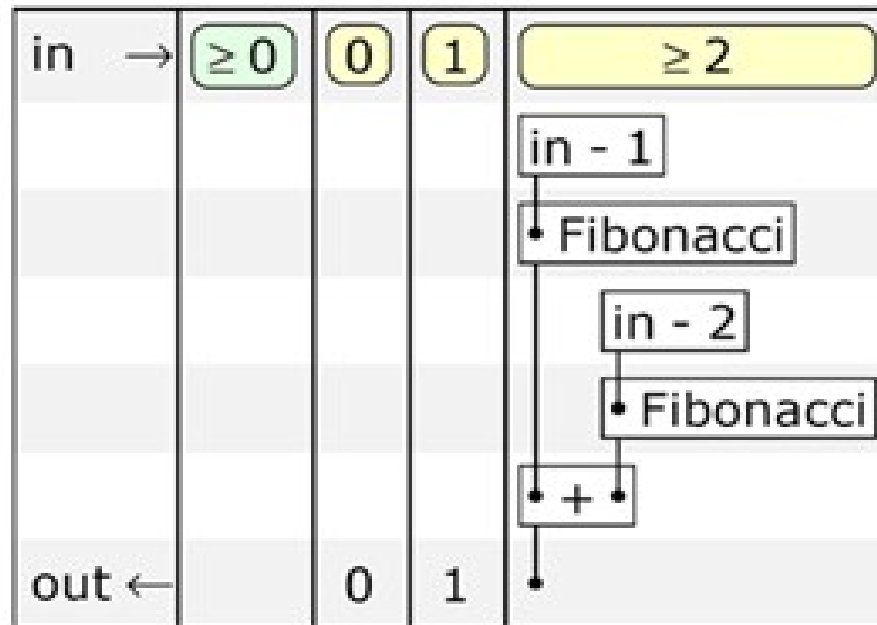 in → ≥ 0 0 1 ≥ 2
in - 1
Fibonacci
in - 2
Fibonacci
+
out ← 0 1